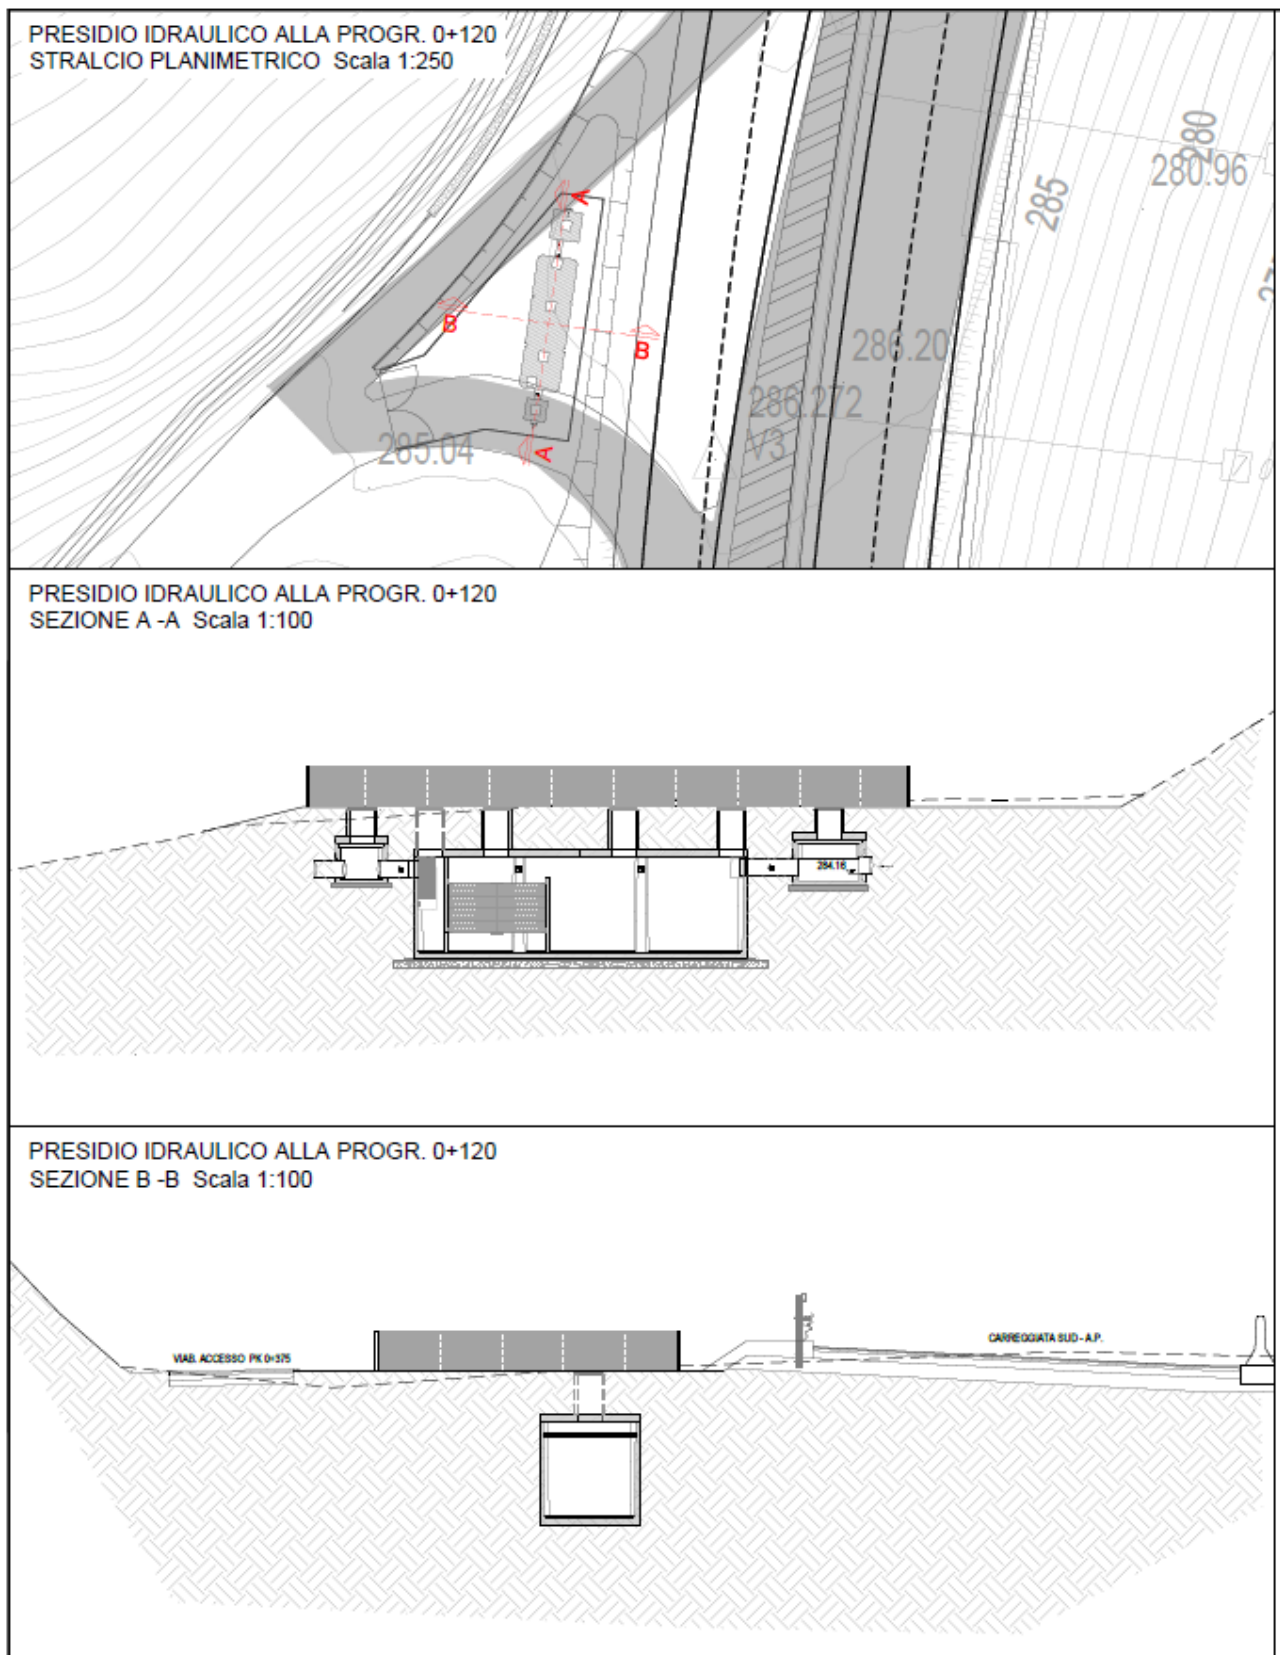 PRESIDIO IDRAULICO ALLA PROGR. 0+120
STRALCIO PLANIMETRICO Scala 1:250
A
280
280.96
285
B
B
286.20
286.272
V3
285.04
A
PRESIDIO IDRAULICO ALLA PROGR. 0+120
SEZIONE A -A Scala 1:100
284.16
PRESIDIO IDRAULICO ALLA PROGR. 0+120
SEZIONE B -B Scala 1:100
CARREGGIATA SUD - A.P.
VIAB. ACCESSO PK 0+375